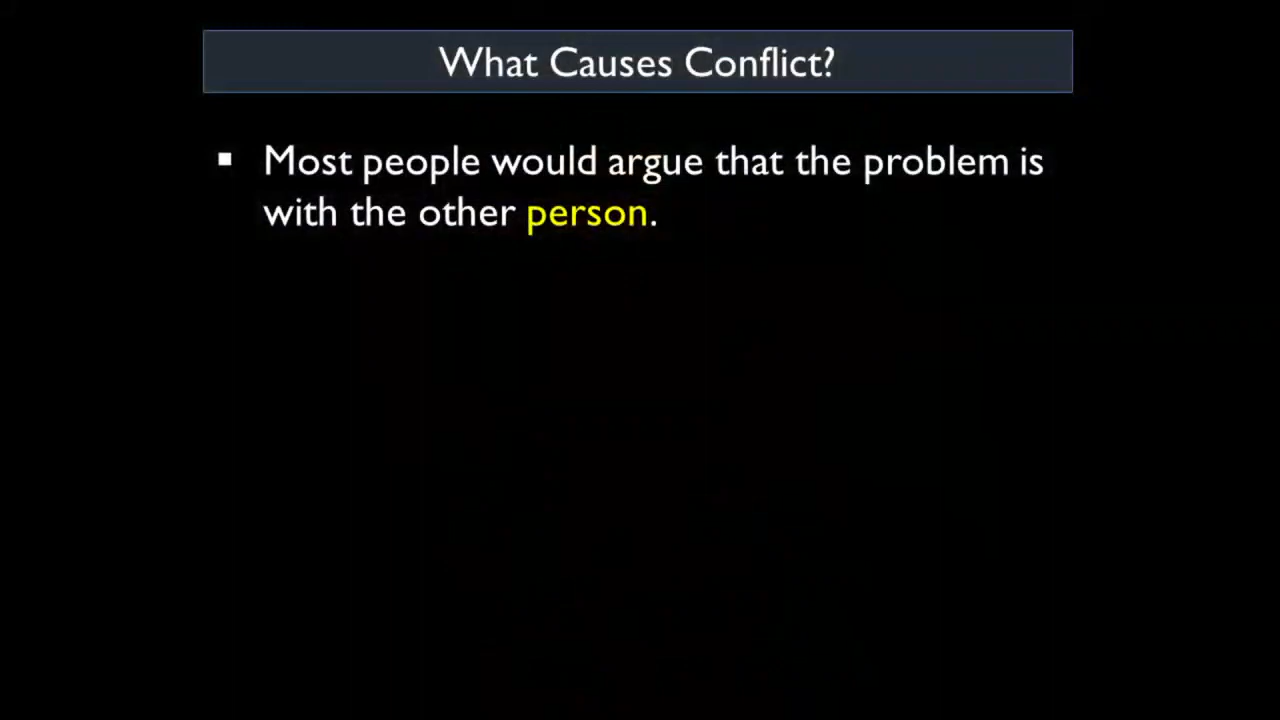 What Causes Conflict?
▪ Most people would argue that the problem is
with the other person.